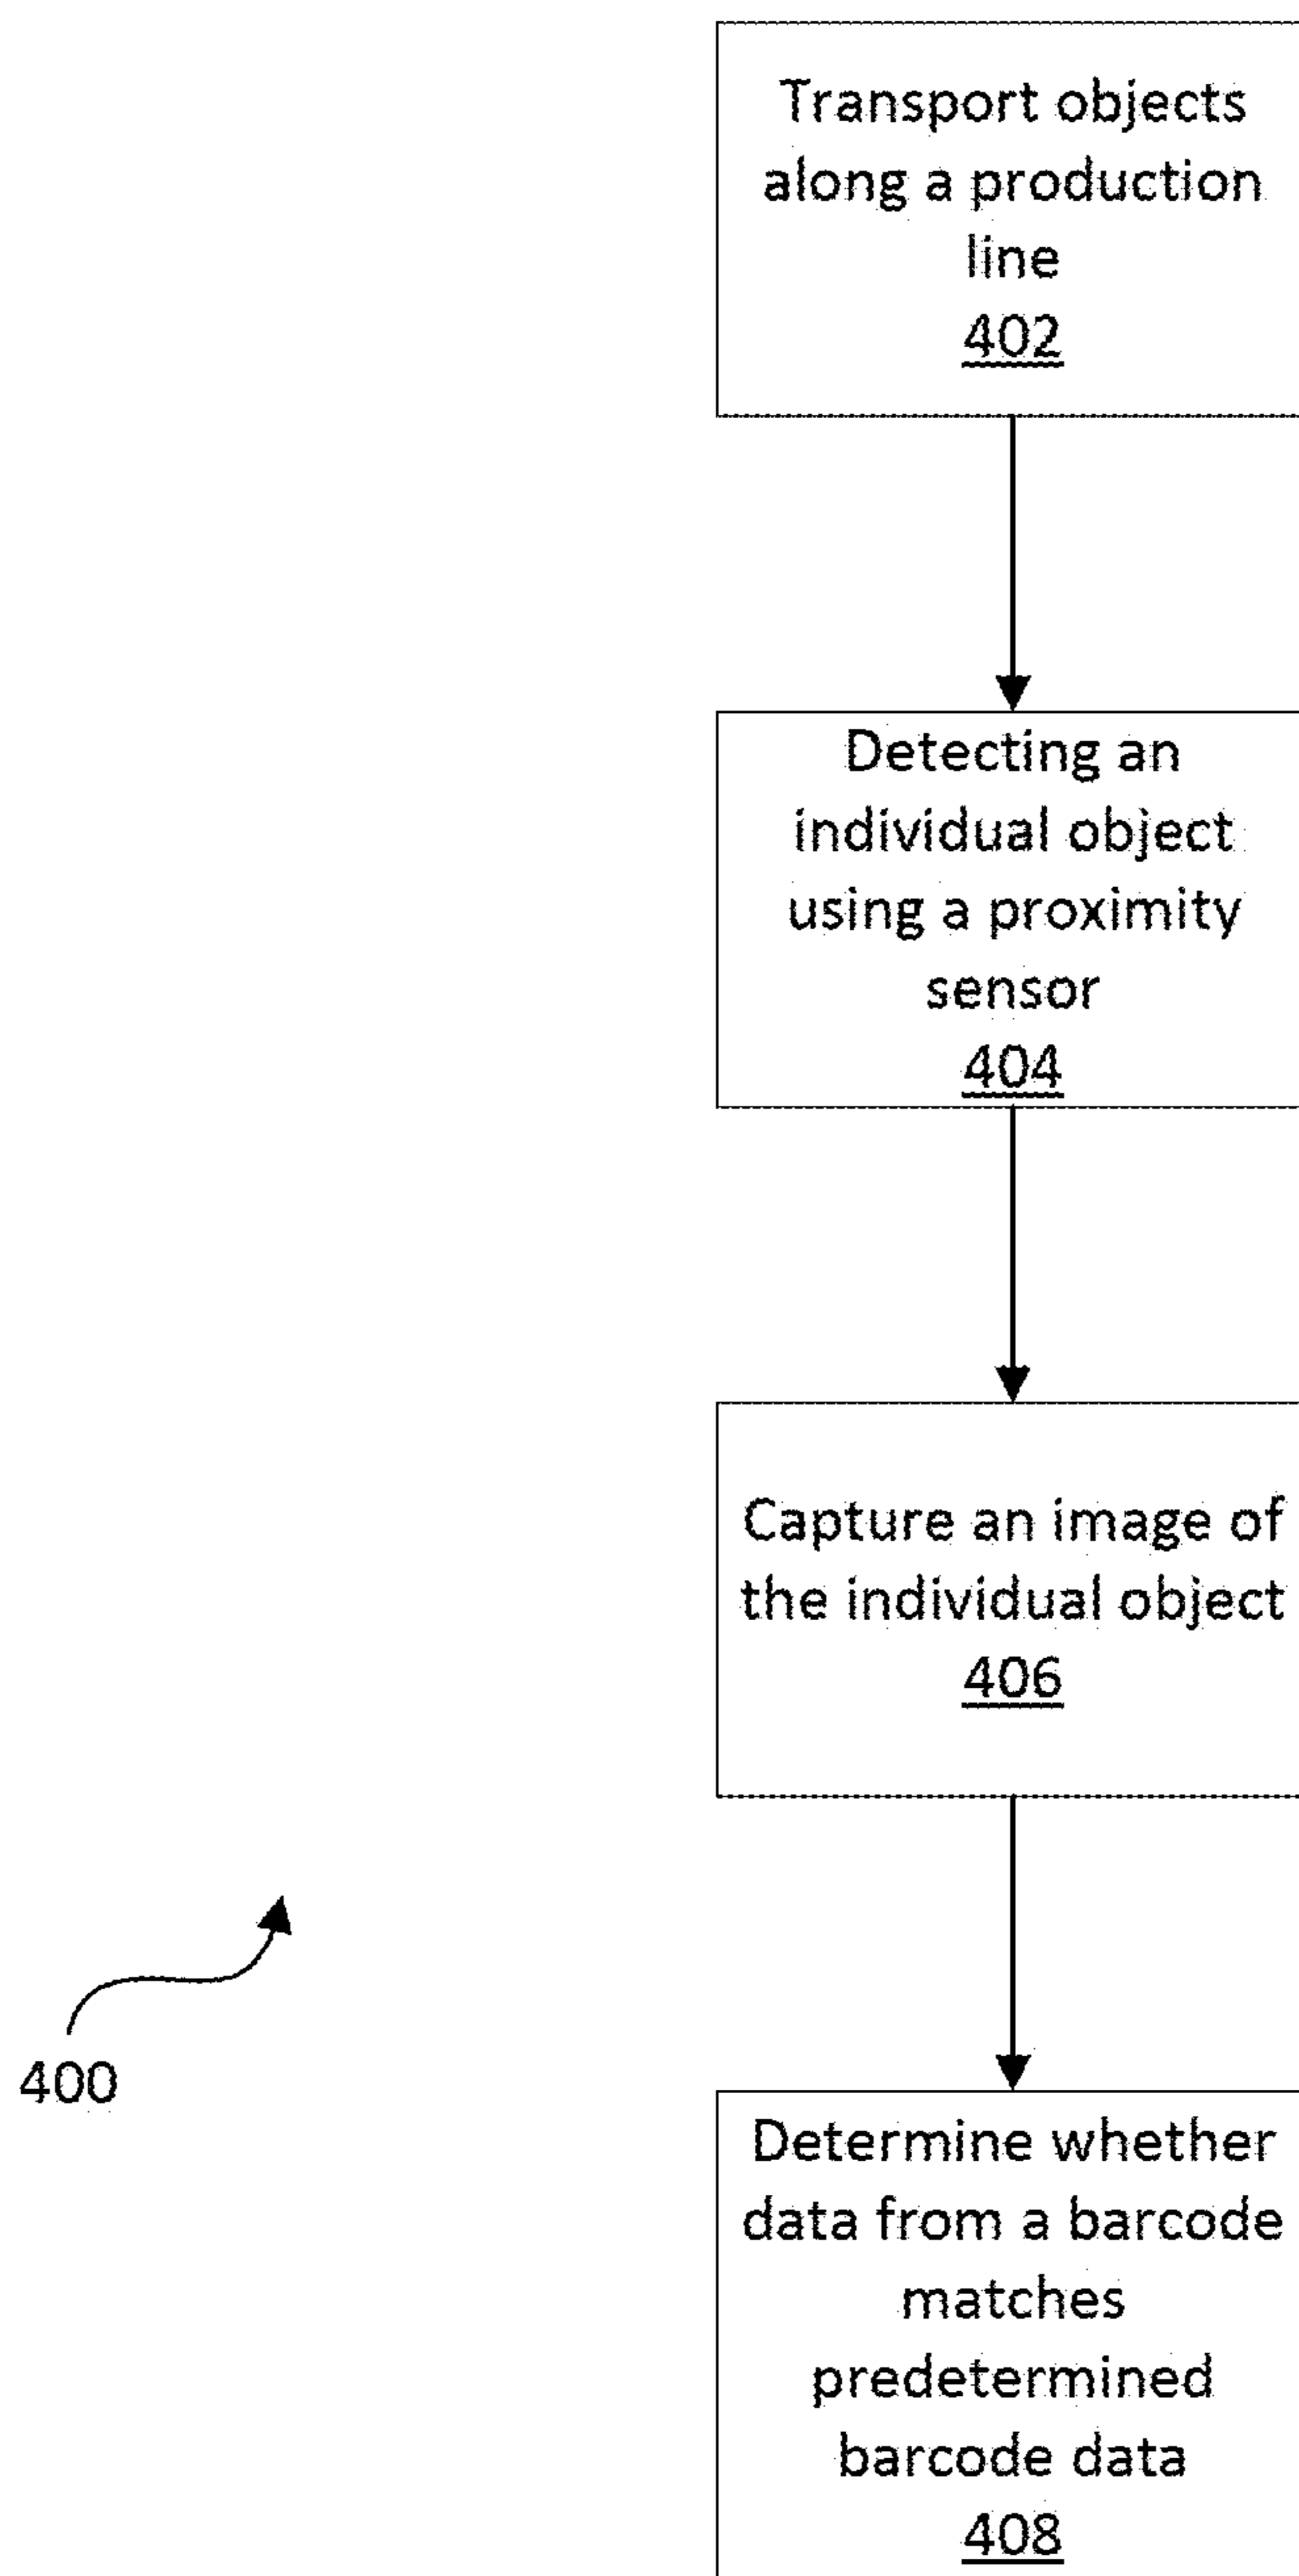 Transport objects
along a production
line
402
Detecting an
individual object
using a proximity
sensor
404
Capture an image of
the individual object
406
400
Determine whether
data from a barcode
matches
predetermined
barcode data
408